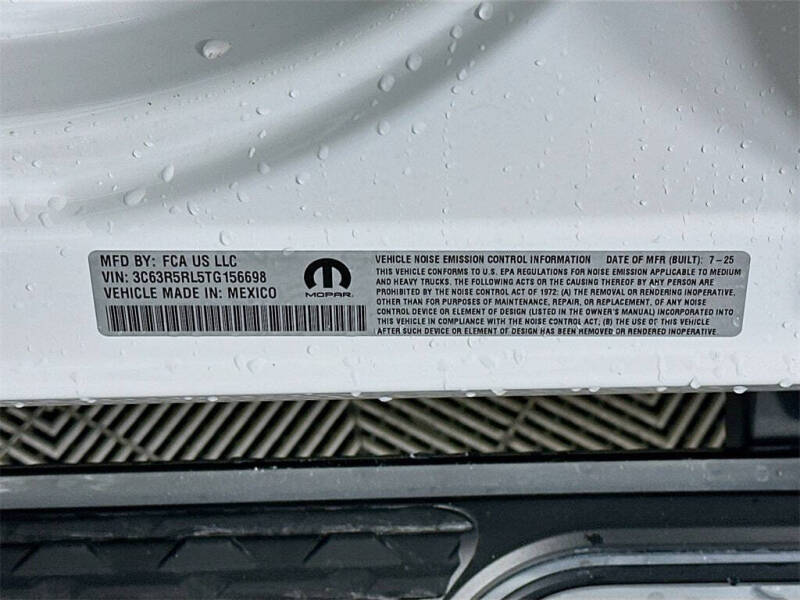 MFD BY: FCA US LLC
VIN: 3C63R5RL5TG156698
VEHICLE MADE IN: MEXICO
MOPAR.
VEHICLE NOISE EMISSION CONTROL INFORMATION DATE OF MFR (BUILT): 7-25
THIS VEHICLE CONFORMS TO U.S. EPA REGULATIONS FOR NOISE EMISSION APPLICABLE TO MEDIUM
AND HEAVY TRUCKS. THE FOLLOWING ACTS OR THE CAUSING THEREOF BY ANY PERSON ARE
PROHIBITED BY THE NOISE CONTROL ACT OF 1972: (A) THE REMOVAL OR RENDERING INOPERATIVE,
OTHER THAN FOR PURPOSES OF MAINTENANCE, REPAIR, OR REPLACEMENT, OF ANY NOISE CONTROL
DEVICE OR ELEMENT OF DESIGN (LISTED IN THE OWNER'S MANUAL) INCORPORATED INTO
THIS VEHICLE IN COMPLIANCE WITH THE NOISE CONTROL ACT; (B) THE USE OF THIS VEHICLE
AFTER SUCH DEVICE OR ELEMENT OF DESIGN HAS BEEN REMOVED OR RENDERED INOPERATIVE